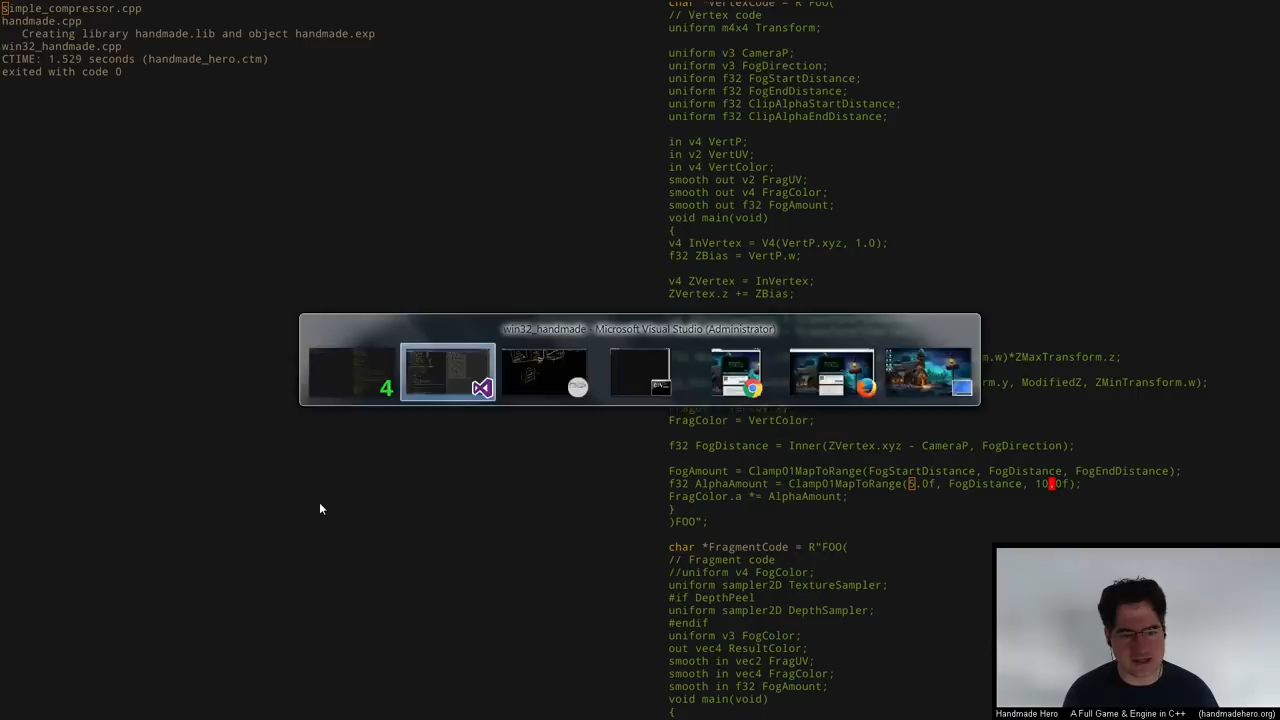 simple_compressor.cpp
handmade.cpp
Creating library handmade.lib and object handmade.exp
win32_handmade.cpp
CTIME: 1.529 seconds (handmade_hero.ctm)
exited with code 0
char *VertexCode = R"FOO(
// Vertex code
uniform m4x4 Transform;
uniform v3 CameraP;
uniform v3 FogDirection;
uniform f32 FogStartDistance;
uniform f32 FogEndDistance;
uniform f32 ClipAlphaStartDistance;
uniform f32 ClipAlphaEndDistance;
in v4 VertP;
in v2 VertUV;
in v4 VertColor;
smooth out v2 FragUV;
smooth out v4 FragColor;
smooth out f32 FogAmount;
void main(void)
{
v4 InVertex = V4(VertP.xyz, 1.0);
f32 ZBias = VertP.w;
v4 ZVertex = InVertex;
ZVertex.z += ZBias;
win32_handmade - Microsoft Visual Studio (Administrator)
4
m.w)*ZMaxTransform.z;
rm.y, ModifiedZ, ZMinTransform.w);
FragColor = VertColor;
f32 FogDistance = Inner(ZVertex.xyz - CameraP, FogDirection);
FogAmount = Clamp01MapToRange(FogStartDistance, FogDistance, FogEndDistance);
f32 AlphaAmount = Clamp01MapToRange(5.0f, FogDistance, 10.0f);
FragColor.a *= AlphaAmount;
}
)FOO";
char *FragmentCode = R"FOO(
// Fragment code
//uniform v4 FogColor;
uniform sampler2D TextureSampler;
#if DepthPeel
uniform sampler2D DepthSampler;
#endif
uniform v3 FogColor;
out vec4 ResultColor;
smooth in vec2 FragUV;
smooth in vec4 FragColor;
smooth in f32 FogAmount;
void main(void)
{
Handmade Hero A Full Game & Engine in C++ (handmadehero.org)